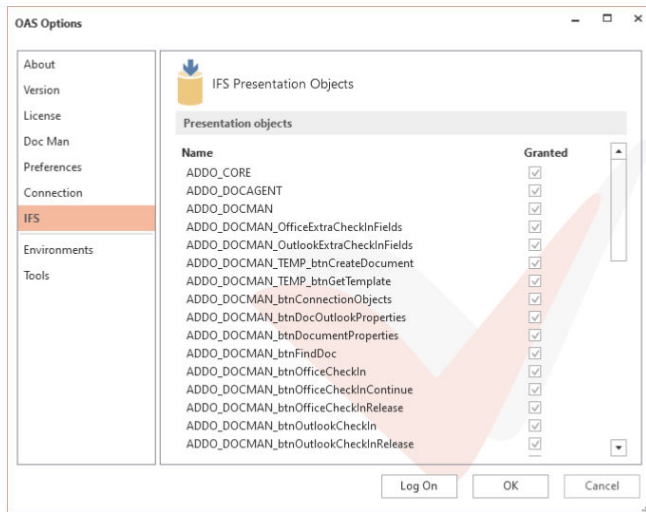 OAS Options
About
Version
License
Doc Man
Preferences
Connection
IFS
Environments
Tools
IFS Presentation Objects
Presentation objects
Name Granted
ADDO_CORE
ADDO_DOCAGENT
ADDO_DOCMAN
ADDO_DOCMAN_OfficeExtraCheckInFields
ADDO_DOCMAN_OutlookExtraCheckInFields
ADDO_DOCMAN_TEMP_btnCreateDocument
ADDO_DOCMAN_TEMP_btnGetTemplate
ADDO_DOCMAN_btnConnectionObjects
ADDO_DOCMAN_btnDocOutlookProperties
ADDO_DOCMAN_btnDocumentProperties
ADDO_DOCMAN_btnFindDoc
ADDO_DOCMAN_btnOfficeCheckIn
ADDO_DOCMAN_btnOfficeCheckInContinue
ADDO_DOCMAN_btnOfficeCheckInRelease
ADDO_DOCMAN_btnOutlookCheckIn
ADDO_DOCMAN_btnOutlookCheckInRelease
Log On OK Cancel